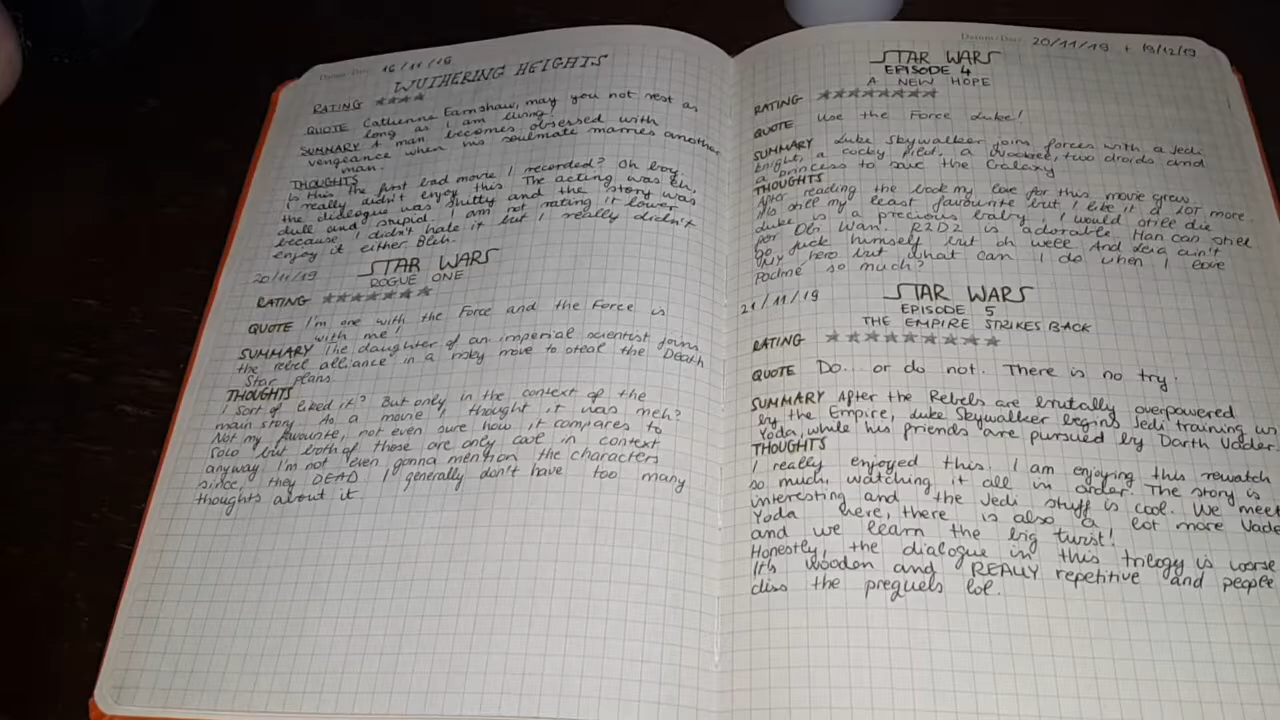 Datum/Date 16/11/19
WUTHERING HEIGHTS
RATING ★★★★
QUOTE Catherine Earnshaw, may you not rest as
long as I am living!
SUMMARY A man becomes obsessed with
vengeance when his soulmate marries another
man.
THOUGHTS
Is this the first bad movie I recorded? Oh boy.
I really didn't enjoy this. The acting was eh,
the dialogue was shitty and the story was
dull and stupid. I am not rating it lower
because I didn't hate it but I really didn't
enjoy it either. Bleh.
20/11/19
STAR WARS
ROGUE ONE
RATING ★★★★★★★
QUOTE I'm one with the Force and the Force is
with me!
SUMMARY The daughter of an imperial scientist joins
the rebel alliance in a risky move to steal the Death
Star plans.
THOUGHTS
I sort of liked it? But only in the context of the
main story. As a movie I thought it was meh?
Not my favourite, not even sure how it compares to
Solo but both of those are only cool in context
anyway. I'm not even gonna mention the characters
since, they DEAD. I generally don't have too many
thoughts about it
Datum/Date 20/11/19 + 19/12/19
STAR WARS
EPISODE 4
A NEW HOPE
RATING ★★★★★★★★
QUOTE Use the Force Luke!
SUMMARY Luke Skywalker joins forces with a Jedi
knight, a cocky pilot, a Wookiee, two droids and
a princess to save the Galaxy
THOUGHTS
After reading the book my love for this movie grew.
It's still my least favourite but I like it a LOT more.
Luke is a precious baby, I would still die
for Obi Wan. R2D2 is adorable. Han can still
go fuck himself but oh well. And Leia ain't
my hero but what can I do when I love
Padmé so much?
21/11/19
STAR WARS
EPISODE 5
THE EMPIRE STRIKES BACK
RATING ★★★★★★★★★
QUOTE Do... or do not. There is no try.
SUMMARY After the Rebels are brutally overpowered
by the Empire, Luke Skywalker begins Jedi training w
Yoda, while his friends are pursued by Darth Vader.
THOUGHTS
I really enjoyed this. I am enjoying this rewatch
so much, watching it all in order. The story is
interesting and the Jedi stuff is cool. We meet
Yoda here, there is also a lot more Vade
and we learn the big twist!
Honestly, the dialogue in this trilogy is worse
It's wooden and REALLY repetitive and people
diss the prequels lol.